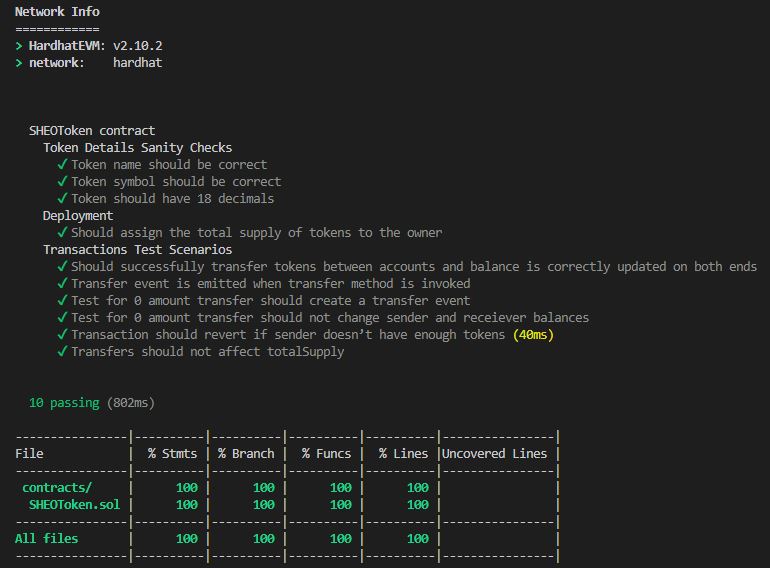 Network Info
============
> HardhatEVM: v2.10.2
> network:    hardhat
SHEOToken contract
Token Details Sanity Checks
✓ Token name should be correct
✓ Token symbol should be correct
✓ Token should have 18 decimals
Deployment
✓ Should assign the total supply of tokens to the owner
Transactions Test Scenarios
✓ Should successfully transfer tokens between accounts and balance is correctly updated on both ends
✓ Transfer event is emitted when transfer method is invoked
✓ Test for 0 amount transfer should create a transfer event
✓ Test for 0 amount transfer should not change sender and receiever balances
✓ Transaction should revert if sender doesn’t have enough tokens (40ms)
✓ Transfers should not affect totalSupply
10 passing (802ms)
----------------|----------|----------|----------|----------|----------------|
File            |  % Stmts | % Branch |  % Funcs |  % Lines |Uncovered Lines |
----------------|----------|----------|----------|----------|----------------|
 contracts/     |      100 |      100 |      100 |      100 |                |
  SHEOToken.sol |      100 |      100 |      100 |      100 |                |
----------------|----------|----------|----------|----------|----------------|
All files       |      100 |      100 |      100 |      100 |                |
----------------|----------|----------|----------|----------|----------------|